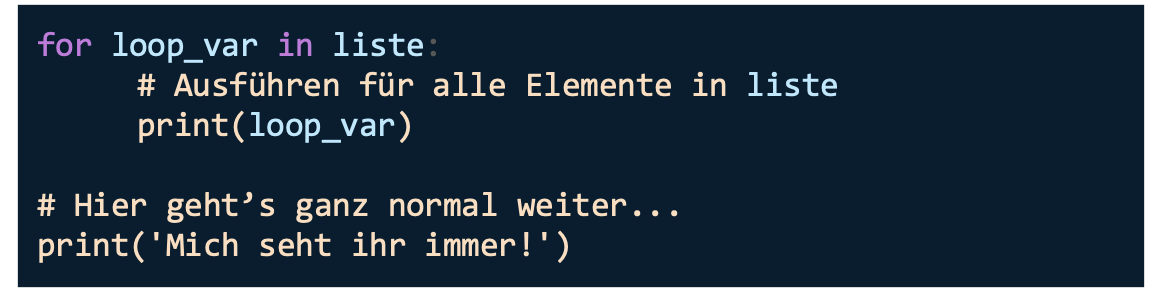 for loop_var in liste:
# Ausführen für alle Elemente in liste
print(loop_var)
# Hier geht’s ganz normal weiter...
print('Mich seht ihr immer!')